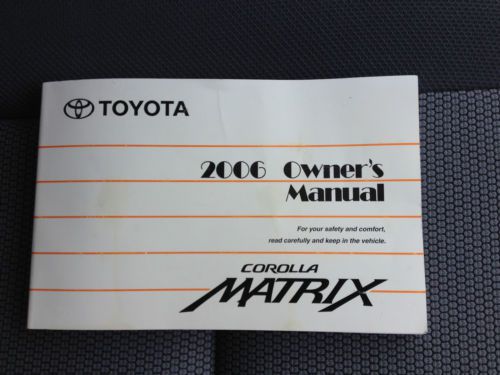 TOYOTA
2006 Owner's
Manual
For your safety and comfort,
read carefully and keep in the vehicle.
COROLLA
MATRIX